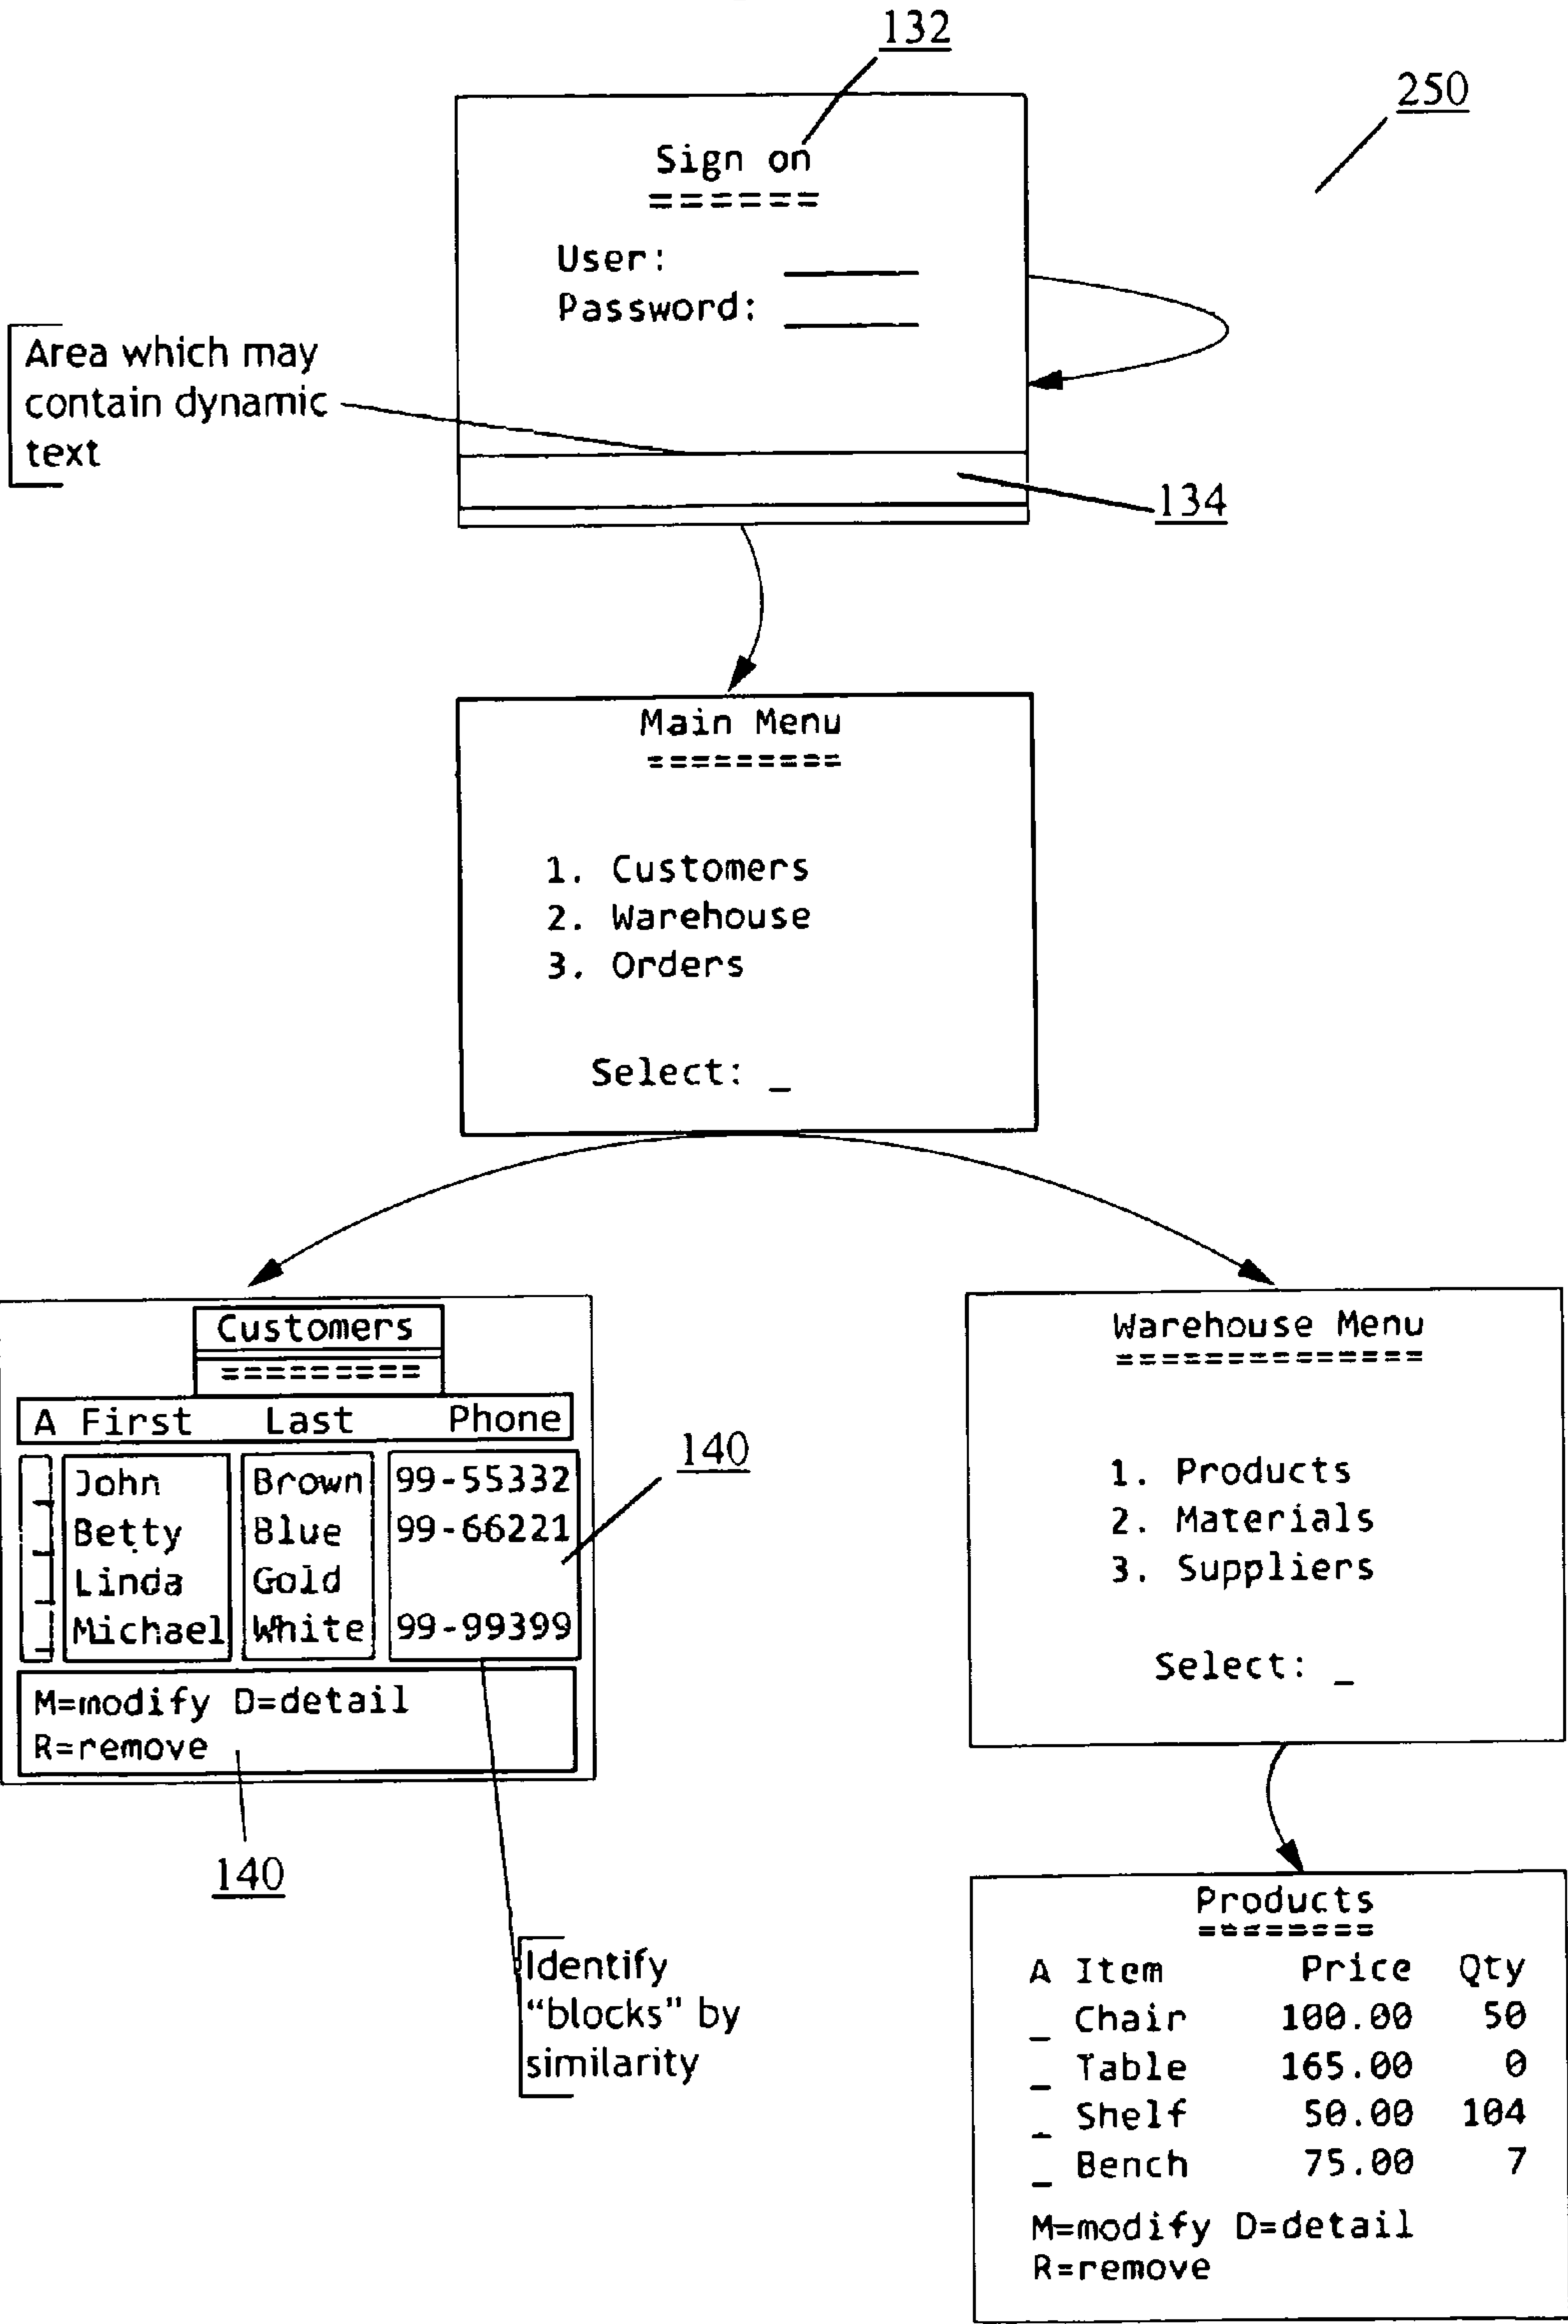 132
250
Sign on
======
User: ______
Password: ______
Area which may
contain dynamic
text
134
Main Menu
=========
1. Customers
2. Warehouse
3. Orders
Select: _
Customers
=========
A First Last Phone
_ John Brown 99-55332
_ Betty Blue 99-66221
_ Linda Gold
_ Michael White 99-99399
M=modify D=detail
R=remove
140
140
Identify
“blocks” by
similarity
Warehouse Menu
==============
1. Products
2. Materials
3. Suppliers
Select: _
Products
========
A Item Price Qty
_ Chair 100.00 50
_ Table 165.00 0
_ Shelf 50.00 104
_ Bench 75.00 7
M=modify D=detail
R=remove